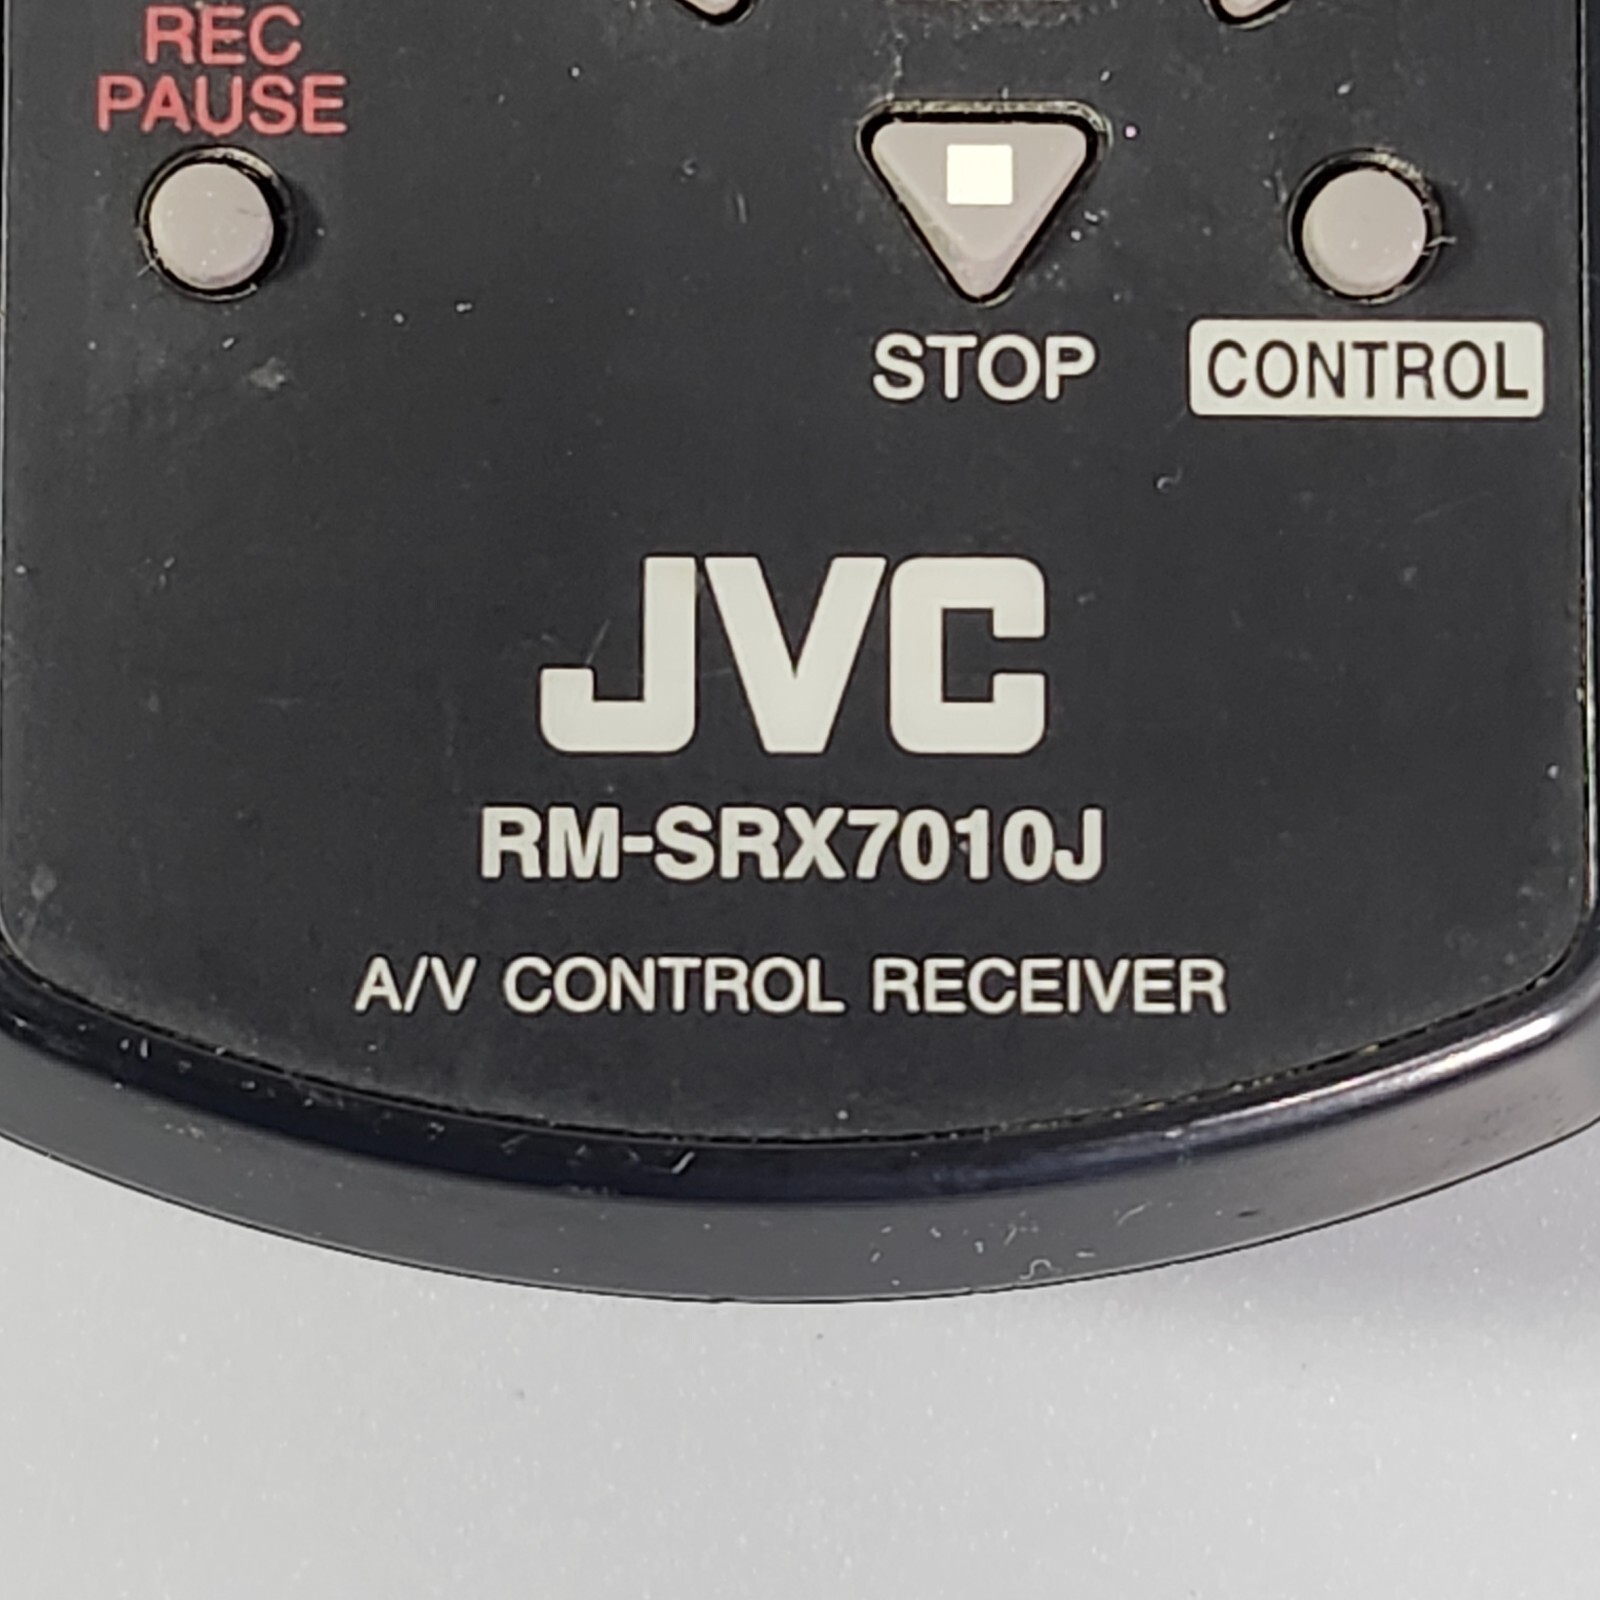 REC
PAUSE
STOP
CONTROL
JVC
RM-SRX7010J
A/V CONTROL RECEIVER